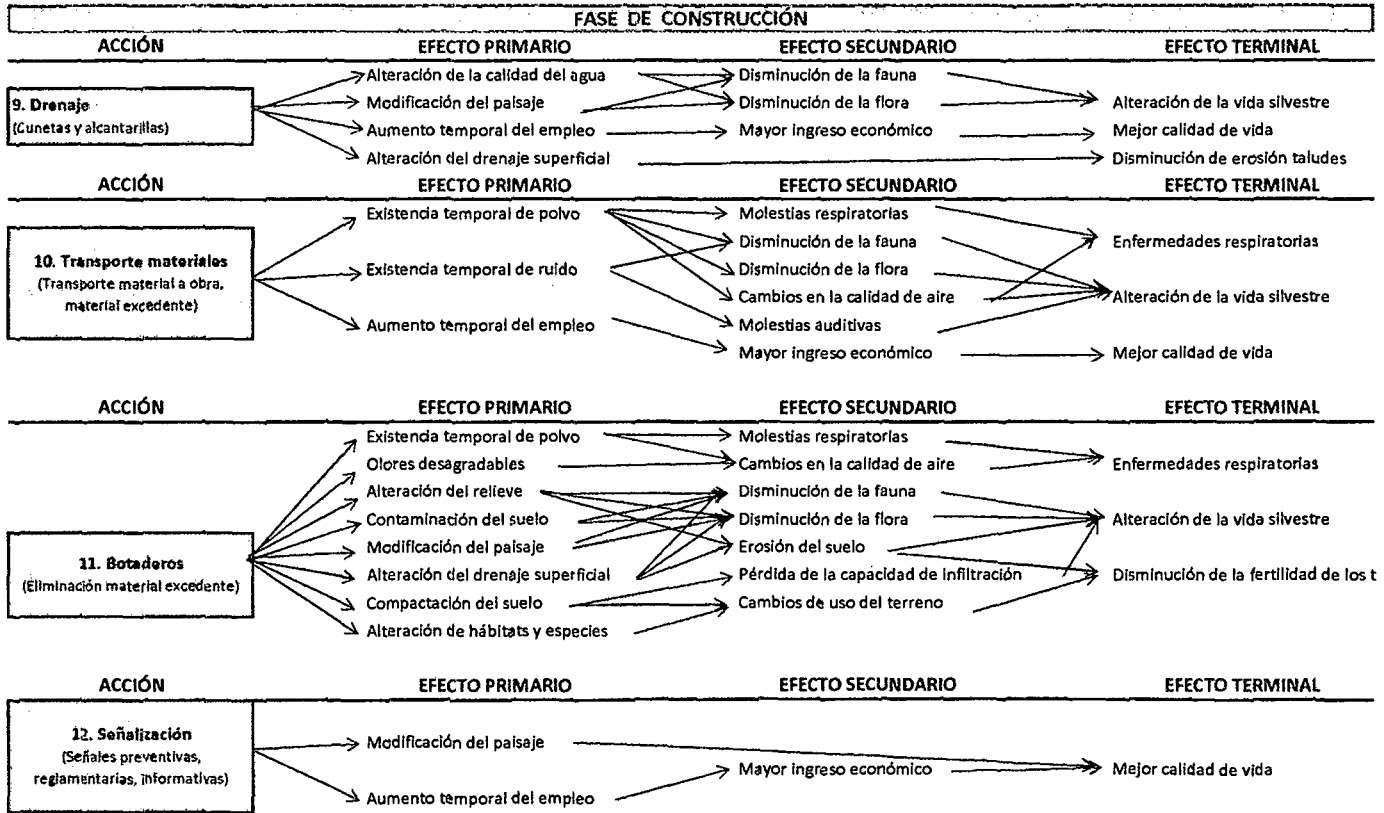 FASE DE CONSTRUCCIÓN
ACCIÓN EFECTO PRIMARIO EFECTO SECUNDARIO EFECTO TERMINAL
9. Drenaje
(Cunetas y alcantarillas)
Alteración de la calidad del agua
Modificación del paisaje
Aumento temporal del empleo
Alteración del drenaje superficial
Disminución de la fauna
Disminución de la flora
Mayor ingreso económico
Alteración de la vida silvestre
Mejor calidad de vida
Disminución de erosión taludes
ACCIÓN EFECTO PRIMARIO EFECTO SECUNDARIO EFECTO TERMINAL
10. Transporte materiales
(Transporte material a obra,
material excedente)
Existencia temporal de polvo
Existencia temporal de ruido
Aumento temporal del empleo
Molestias respiratorias
Disminución de la fauna
Disminución de la flora
Cambios en la calidad de aire
Molestias auditivas
Mayor ingreso económico
Enfermedades respiratorias
Alteración de la vida silvestre
Mejor calidad de vida
ACCIÓN EFECTO PRIMARIO EFECTO SECUNDARIO EFECTO TERMINAL
11. Botaderos
(Eliminación material excedente)
Existencia temporal de polvo
Olores desagradables
Alteración del relieve
Contaminación del suelo
Modificación del paisaje
Alteración del drenaje superficial
Compactación del suelo
Alteración de hábitats y especies
Molestias respiratorias
Cambios en la calidad de aire
Disminución de la fauna
Disminución de la flora
Erosión del suelo
Pérdida de la capacidad de infiltración
Cambios de uso del terreno
Enfermedades respiratorias
Alteración de la vida silvestre
Disminución de la fertilidad de los t
ACCIÓN EFECTO PRIMARIO EFECTO SECUNDARIO EFECTO TERMINAL
12. Señalización
(Señales preventivas,
reglamentarias, informativas)
Modificación del paisaje
Aumento temporal del empleo
Mayor ingreso económico
Mejor calidad de vida